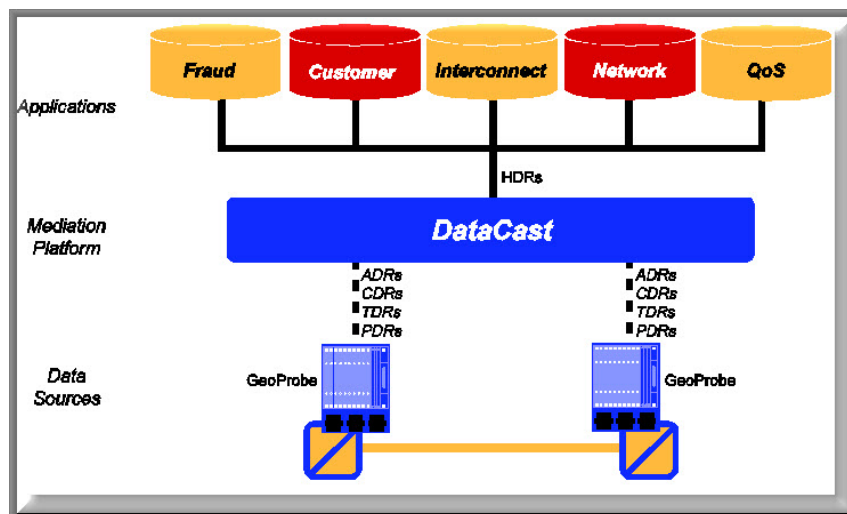 Fraud
Customer
Interconnect
Network
QoS
Applications
HDRs
Mediation
Platform
DataCast
ADRs
CDRs
TDRs
PDRs
ADRs
CDRs
TDRs
PDRs
Data
Sources
GeoProbe
GeoProbe